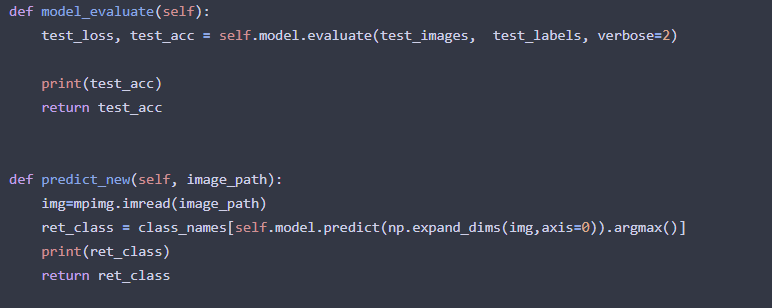 def model_evaluate(self):
    test_loss, test_acc = self.model.evaluate(test_images,  test_labels, verbose=2)
    print(test_acc)
    return test_acc
def predict_new(self, image_path):
    img=mpimg.imread(image_path)
    ret_class = class_names[self.model.predict(np.expand_dims(img,axis=0)).argmax()]
    print(ret_class)
    return ret_class